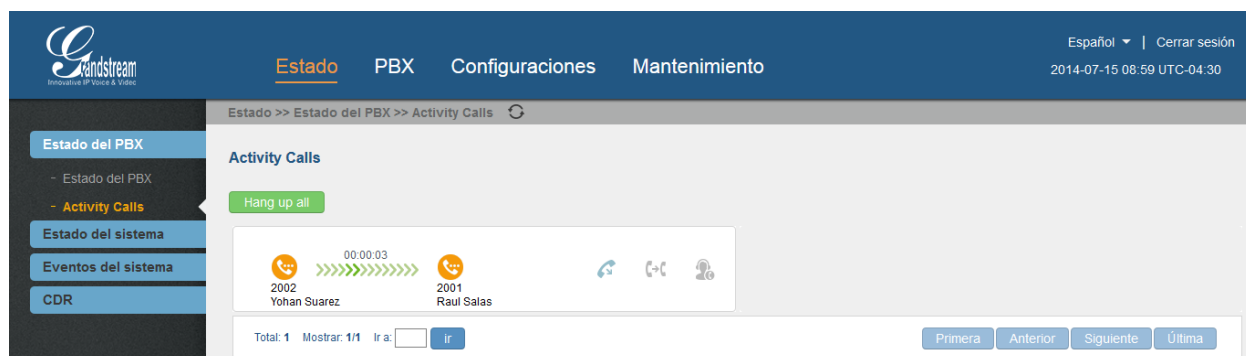 Grandstream
Innovative IP Voice & Video
Estado PBX Configuraciones Mantenimiento
Español | Cerrar sesión
2014-07-15 08:59 UTC-04:30
Estado >> Estado del PBX >> Activity Calls
Estado del PBX
- Estado del PBX
- Activity Calls
Estado del sistema
Eventos del sistema
CDR
Activity Calls
Hang up all
00:00:03
2002
Yohan Suarez
2001
Raul Salas
Total: 1 Mostrar: 1/1 Ir a: ir
Primera Anterior Siguiente Última